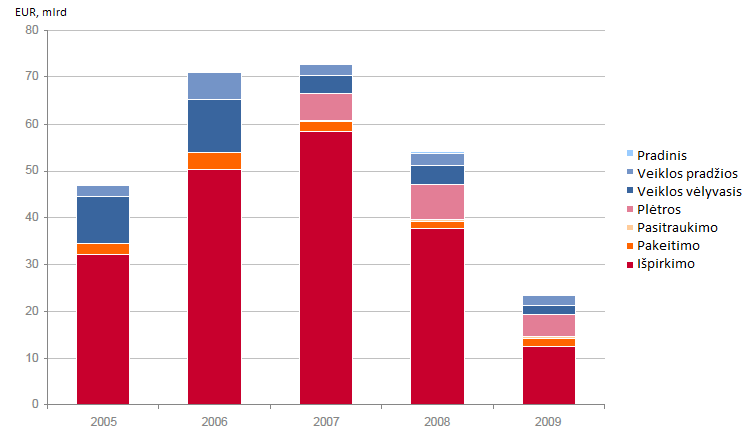 EUR, mlrd
80
70
60
50
40
30
20
10
0
2005 2006 2007 2008 2009
Pradinis
Veiklos pradžios
Veiklos vėlyvasis
Plėtros
Pasitraukimo
Pakeitimo
Išpirkimo